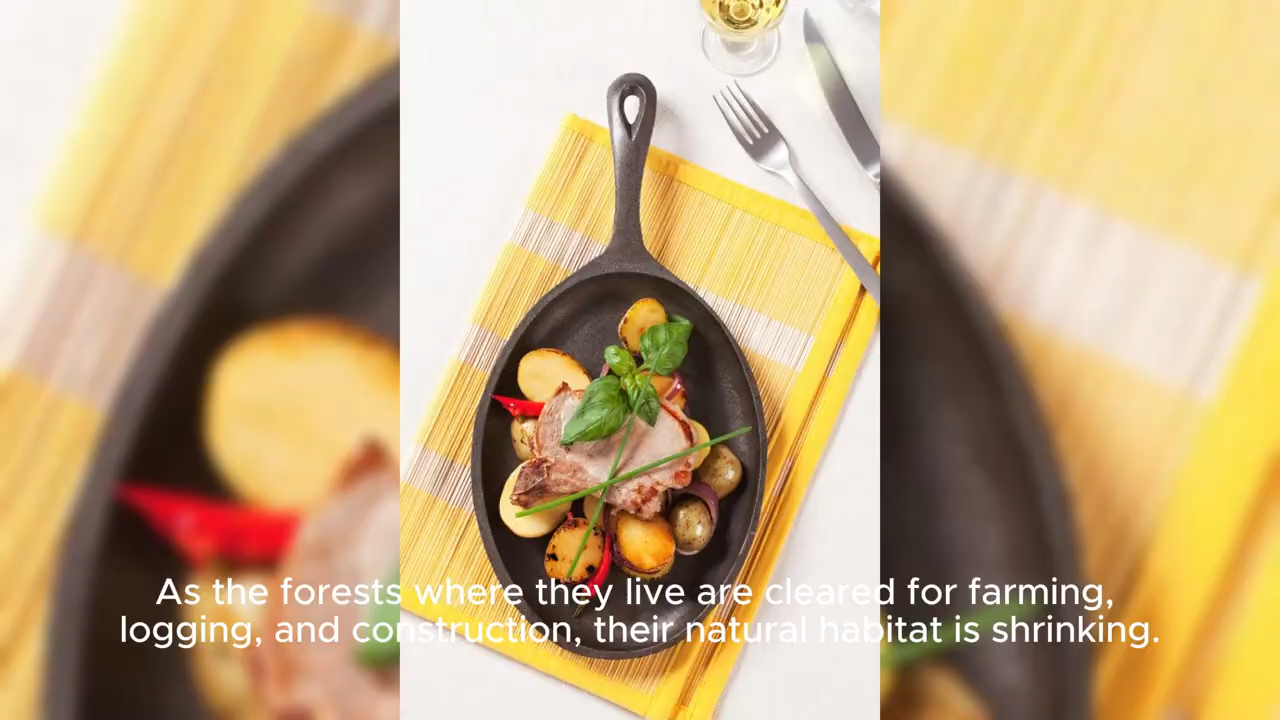 As the forests where they live are cleared for farming,
logging, and construction, their natural habitat is shrinking.